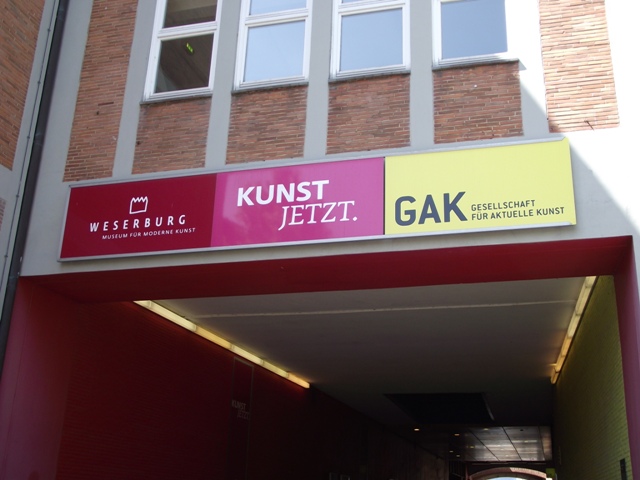 WESERBURG
MUSEUM FÜR MODERNE KUNST
KUNST
JETZT.
GAK
GESELLSCHAFT
FÜR AKTUELLE KUNST